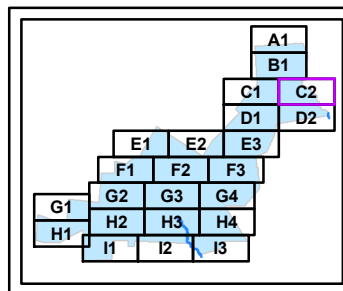 A1
B1
C1 C2
D1 D2
E1 E2 E3
F1 F2 F3
G1 G2 G3 G4
H1 H2 H3 H4
I1 I2 I3